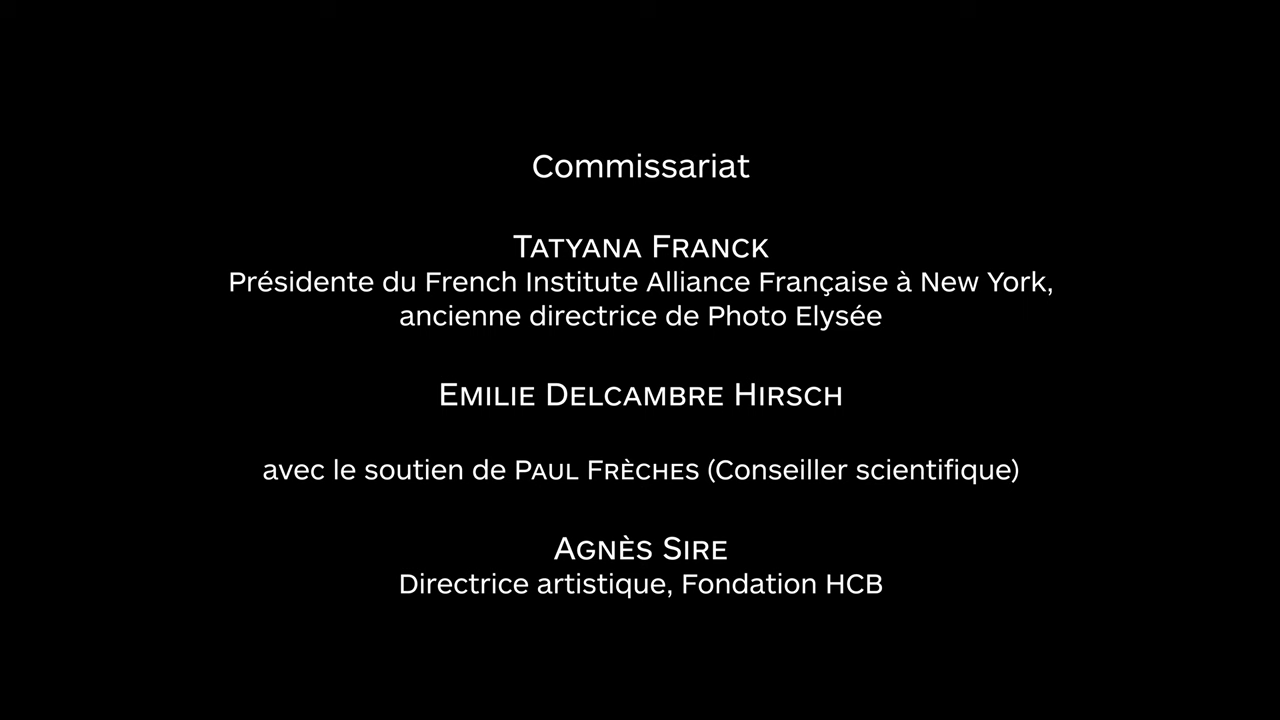 Commissariat
TATYANA FRANCK
Présidente du French Institute Alliance Française à New York,
ancienne directrice de Photo Elysée
EMILIE DELCAMBRE HIRSCH
avec le soutien de PAUL FRÈCHES (Conseiller scientifique)
AGNÈS SIRE
Directrice artistique, Fondation HCB